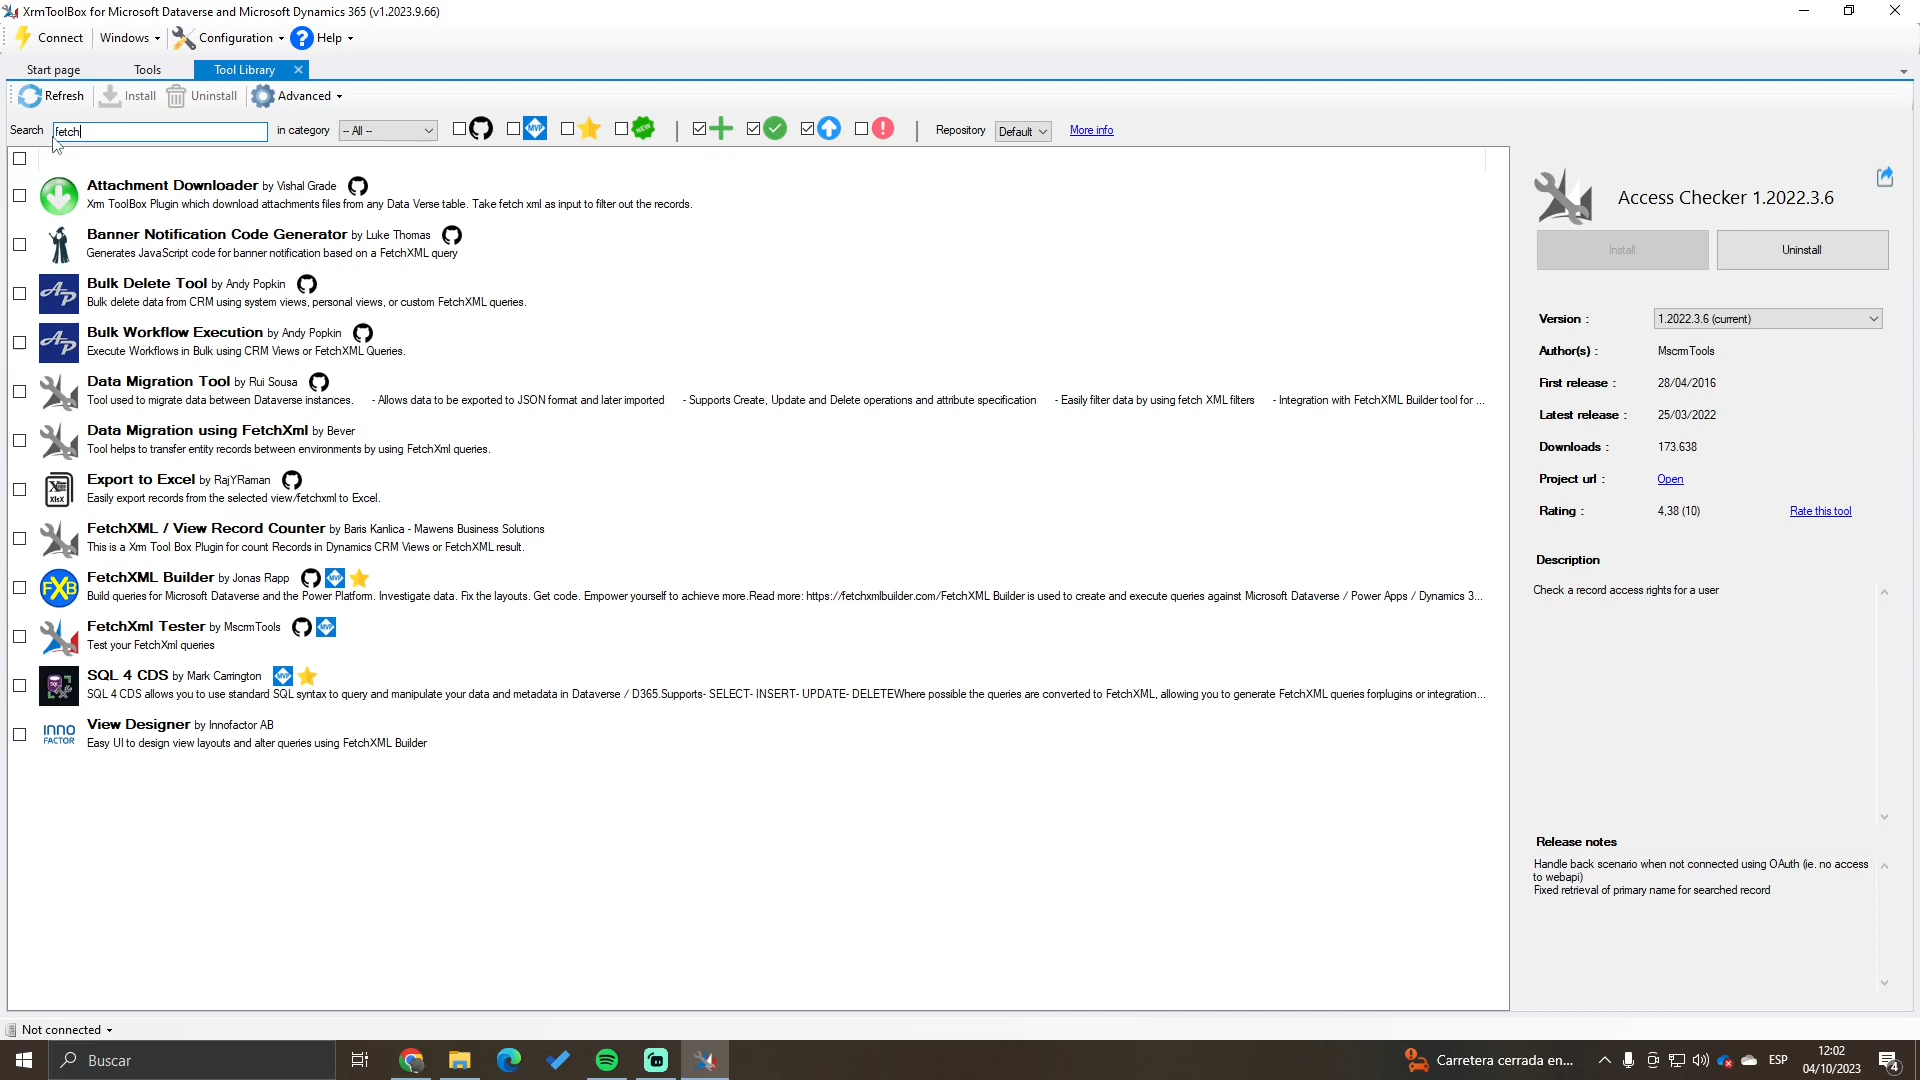 XrmToolBox for Microsoft Dataverse and Microsoft Dynamics 365 (v1.2023.9.66)
Connect Windows Configuration ? Help
Start page Tools Tool Library
Refresh Install Uninstall Advanced
Search fetch in category -- All -- MVP NEW Repository Default More info
Attachment Downloader by Vishal Grade
Xrm ToolBox Plugin which download attachments files from any Data Verse table. Take fetch xml as input to filter out the records.
Banner Notification Code Generator by Luke Thomas
Generates JavaScript code for banner notification based on a FetchXML query
AP Bulk Delete Tool by Andy Popkin
Bulk delete data from CRM using system views, personal views, or custom FetchXML queries.
AP Bulk Workflow Execution by Andy Popkin
Execute Workflows in Bulk using CRM Views or FetchXML Queries.
Data Migration Tool by Rui Sousa
Tool used to migrate data between Dataverse instances. - Allows data to be exported to JSON format and later imported - Supports Create, Update and Delete operations and attribute specification - Easily filter data by using fetch XML filters - Integration with FetchXML Builder tool for ...
Data Migration using FetchXml by Bever
Tool helps to transfer entity records between environments by using FetchXml queries.
Export to Excel by RajYRaman
Easily export records from the selected view/fetchxml to Excel.
FetchXML / View Record Counter by Baris Kanlica - Mawens Business Solutions
This is a Xrm Tool Box Plugin for count Records in Dynamics CRM Views or FetchXML result.
FXB FetchXML Builder by Jonas Rapp MVP
Build queries for Microsoft Dataverse and the Power Platform. Investigate data. Fix the layouts. Get code. Empower yourself to achieve more.Read more: https://fetchxmlbuilder.com/FetchXML Builder is used to create and execute queries against Microsoft Dataverse / Power Apps / Dynamics 3...
FetchXml Tester by MscrmTools MVP
Test your FetchXml queries
SQL 4 CDS by Mark Carrington MVP
SQL 4 CDS allows you to use standard SQL syntax to query and manipulate your data and metadata in Dataverse / D365.Supports- SELECT- INSERT- UPDATE- DELETEWhere possible the queries are converted to FetchXML, allowing you to generate FetchXML queries forplugins or integration...
INNO FACTOR View Designer by Innofactor AB
Easy UI to design view layouts and alter queries using FetchXML Builder
Access Checker 1.2022.3.6
Install Uninstall
Version : 1.2022.3.6 (current)
Author(s) : MscrmTools
First release : 28/04/2016
Latest release : 25/03/2022
Downloads : 173.638
Project url : Open
Rating : 4,38 (10) Rate this tool
Description
Check a record access rights for a user
Release notes
Handle back scenario when not connected using OAuth (ie. no access
to webapi)
Fixed retrieval of primary name for searched record
Not connected
Buscar
Carretera cerrada en...
ESP
12:02
04/10/2023
4